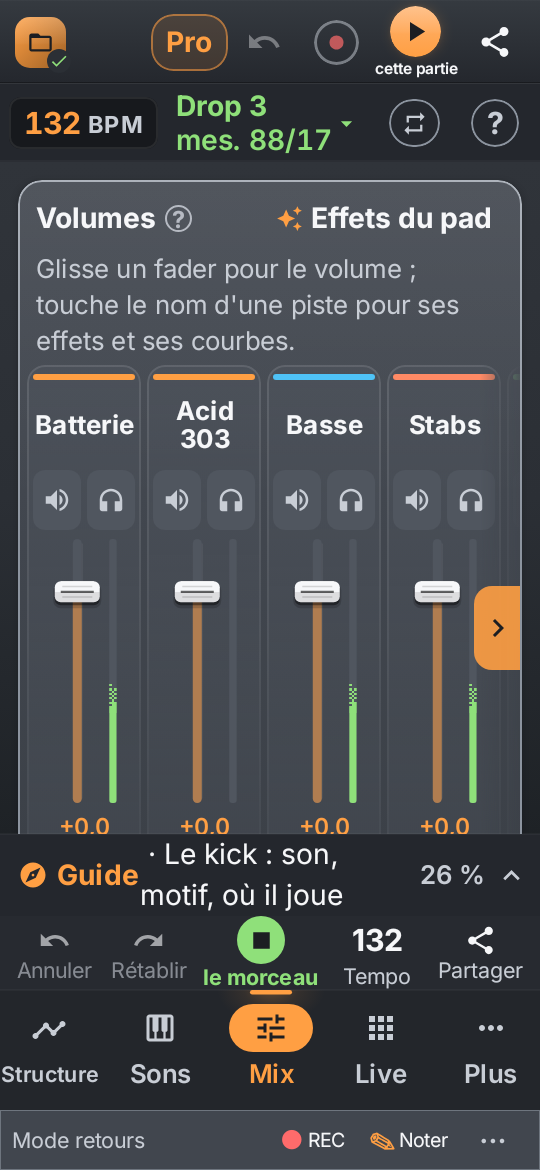 Pro
cette partie
132 BPM
Drop 3
mes. 88/17
?
Volumes ?
Effets du pad
Glisse un fader pour le volume ;
touche le nom d'une piste pour ses
effets et ses courbes.
Batterie
Acid
303
Basse
Stabs
+0.0
+0.0
+0.0
+0.0
Guide
· Le kick : son,
motif, où il joue
26 %
Annuler
Rétablir
le morceau
132
Tempo
Partager
Structure
Sons
Mix
Live
Plus
Mode retours
REC
Noter